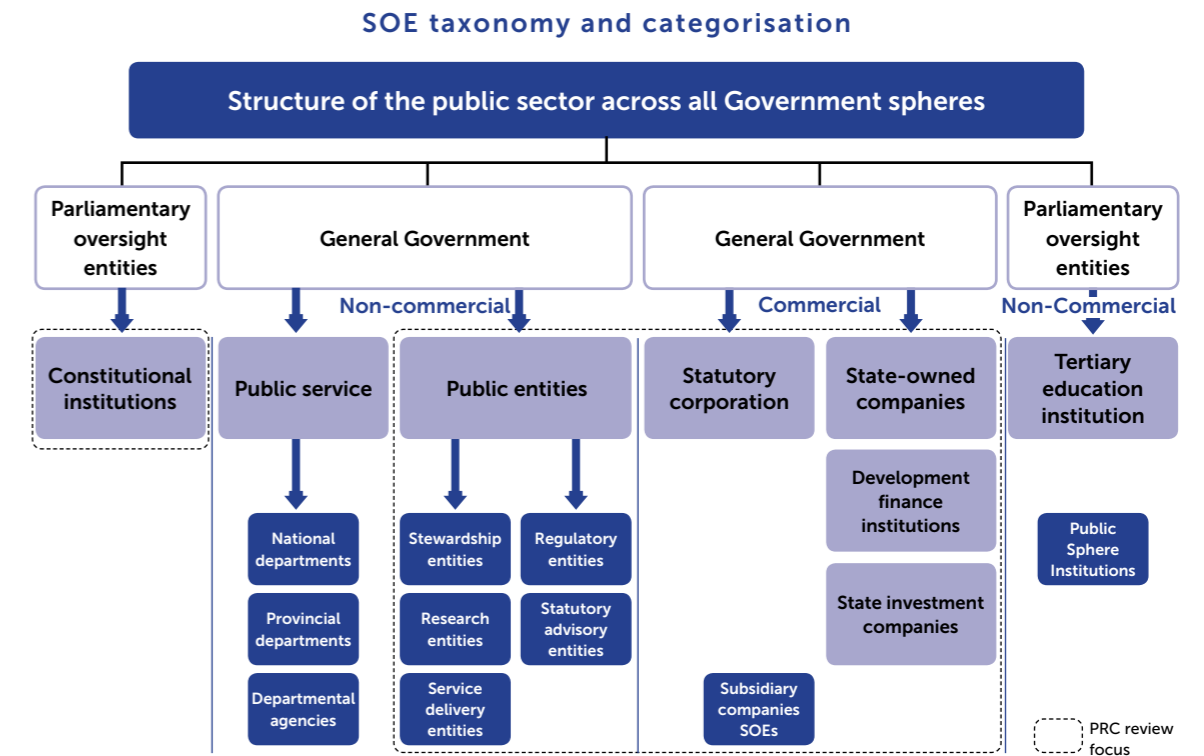 SOE taxonomy and categorisation
Structure of the public sector across all Government spheres
Parliamentary
oversight
entities
General Government
General Government
Parliamentary
oversight
entities
Non-commercial
Commercial
Non-Commercial
Constitutional
institutions
Public service
Public entities
Statutory
corporation
State-owned
companies
Tertiary
education
institution
Development
finance
institutions
State investment
companies
National
departments
Provincial
departments
Departmental
agencies
Stewardship
entities
Research
entities
Service
delivery
entities
Regulatory
entities
Statutory
advisory
entities
Subsidiary
companies
SOEs
Public
Sphere
Institutions
PRC review
focus